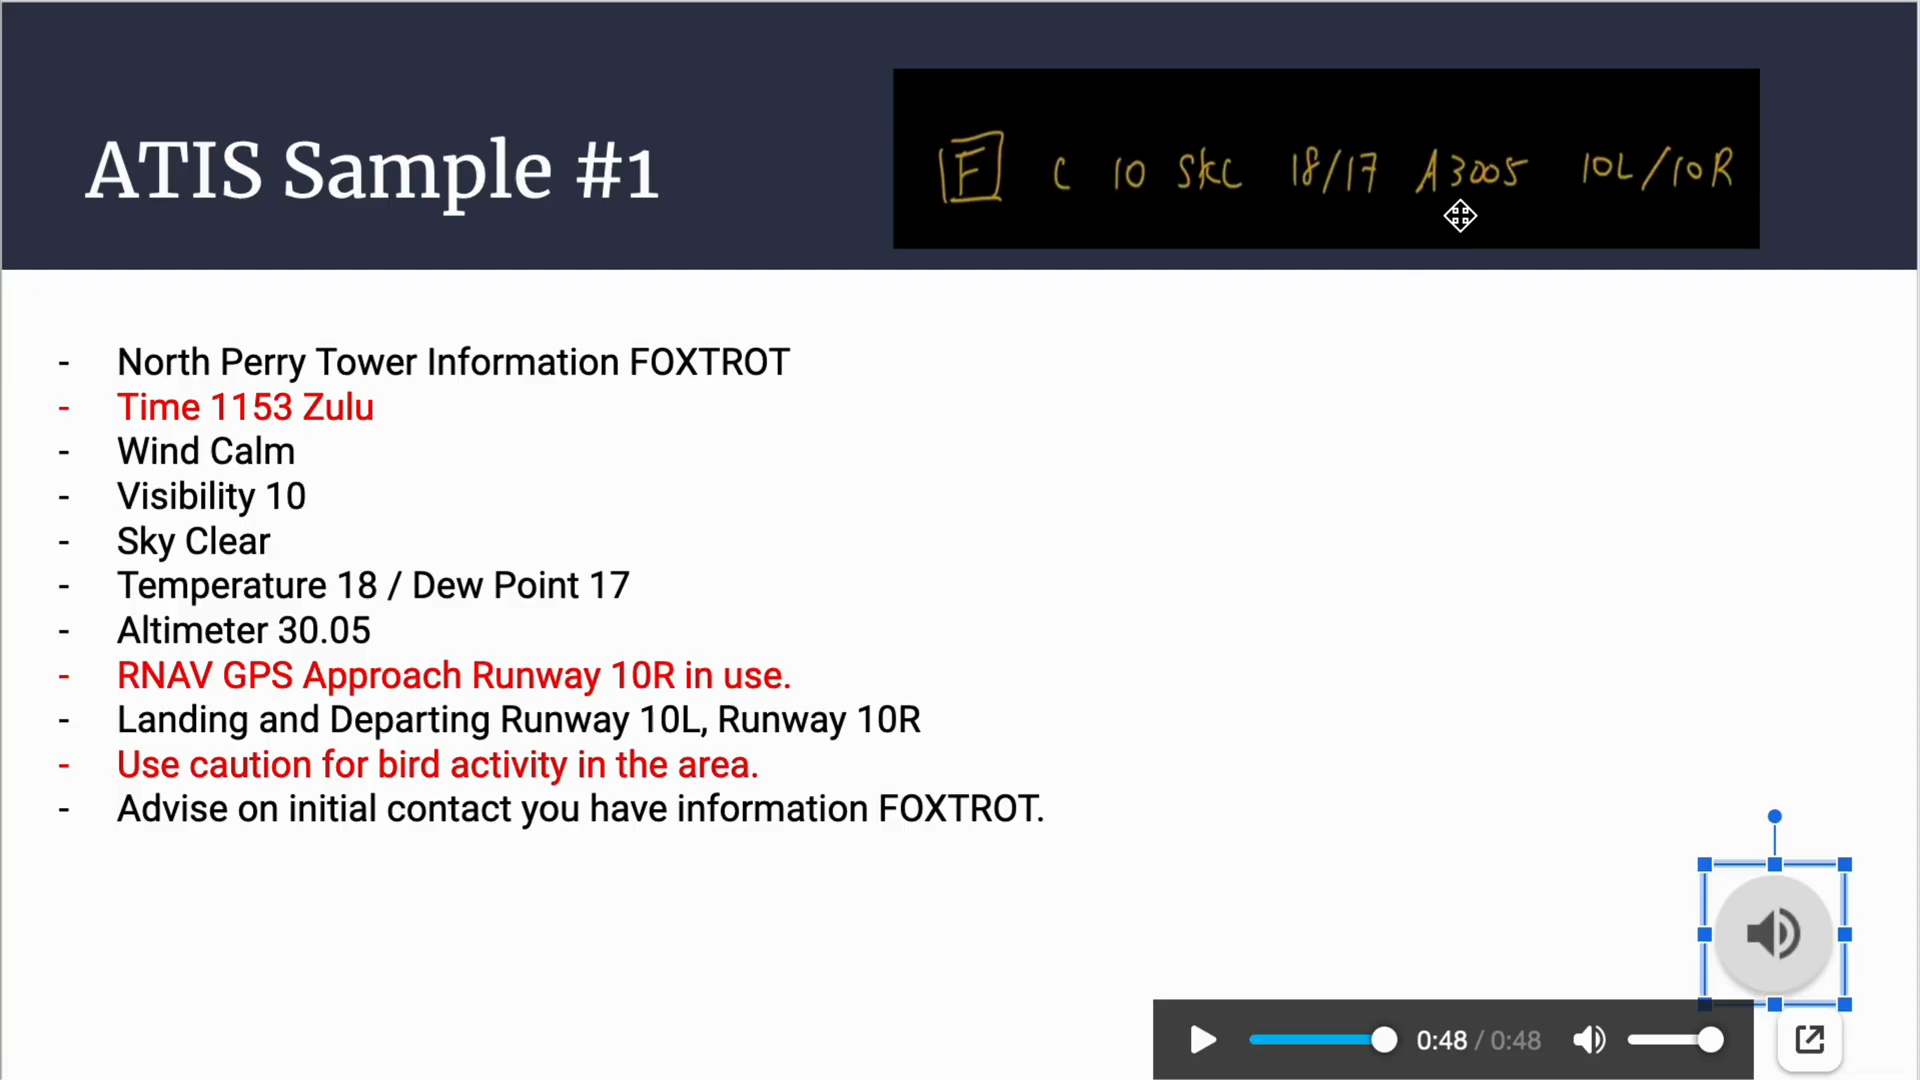 ATIS Sample #1
F C 10 SKC 18/17 A3005 10L/10R
- North Perry Tower Information FOXTROT
- Time 1153 Zulu
- Wind Calm
- Visibility 10
- Sky Clear
- Temperature 18 / Dew Point 17
- Altimeter 30.05
- RNAV GPS Approach Runway 10R in use.
- Landing and Departing Runway 10L, Runway 10R
- Use caution for bird activity in the area.
- Advise on initial contact you have information FOXTROT.
0:48 / 0:48